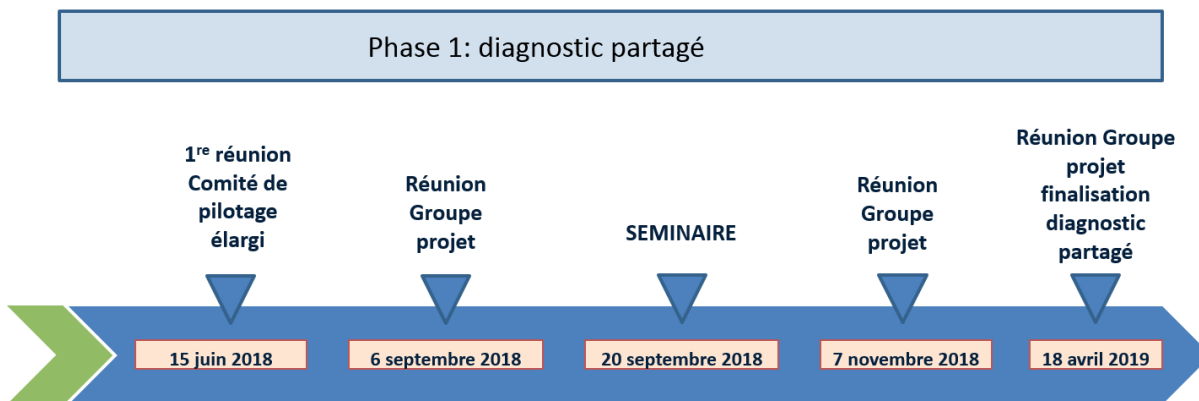 Phase 1: diagnostic partagé
1re réunion
Comité de
pilotage
élargi
Réunion
Groupe
projet
SEMINAIRE
Réunion
Groupe
projet
Réunion Groupe
projet
finalisation
diagnostic
partagé
15 juin 2018
6 septembre 2018
20 septembre 2018
7 novembre 2018
18 avril 2019